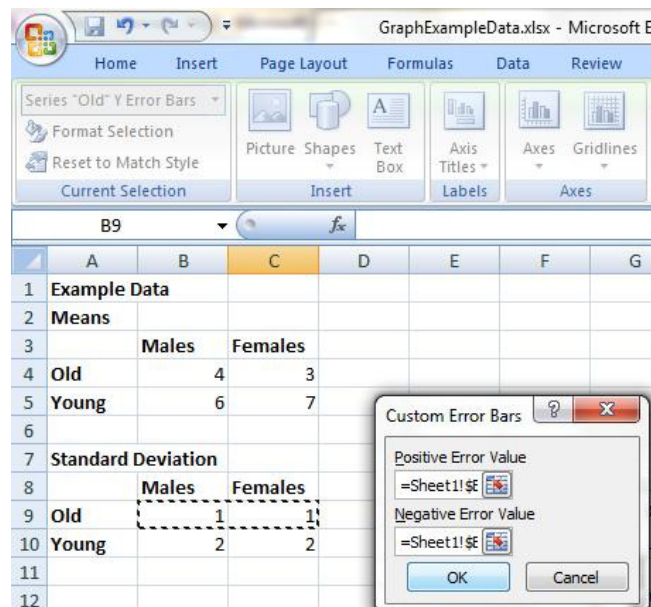 GraphExampleData.xlsx - Microsoft E
Home Insert Page Layout Formulas Data Review
Series "Old" Y Error Bars
Format Selection
Reset to Match Style
Current Selection
Picture Shapes Text Box
Insert
Axis Titles
Labels
Axes Gridlines
Axes
B9 fx
A B C D E F G
1 Example Data
2 Means
3 Males Females
4 Old 4 3
5 Young 6 7
6
7 Standard Deviation
8 Males Females
9 Old 1 1
10 Young 2 2
11
12
Custom Error Bars ?
Positive Error Value
=Sheet1!$E
Negative Error Value
=Sheet1!$E
OK Cancel